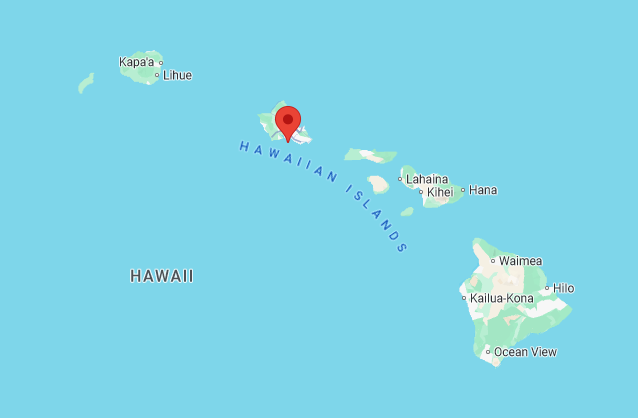 Kapa'a
Lihue
HAWAIIAN ISLANDS
Lahaina
Kihei
Hana
Waimea
HAWAII
Hilo
Kailua-Kona
Ocean View